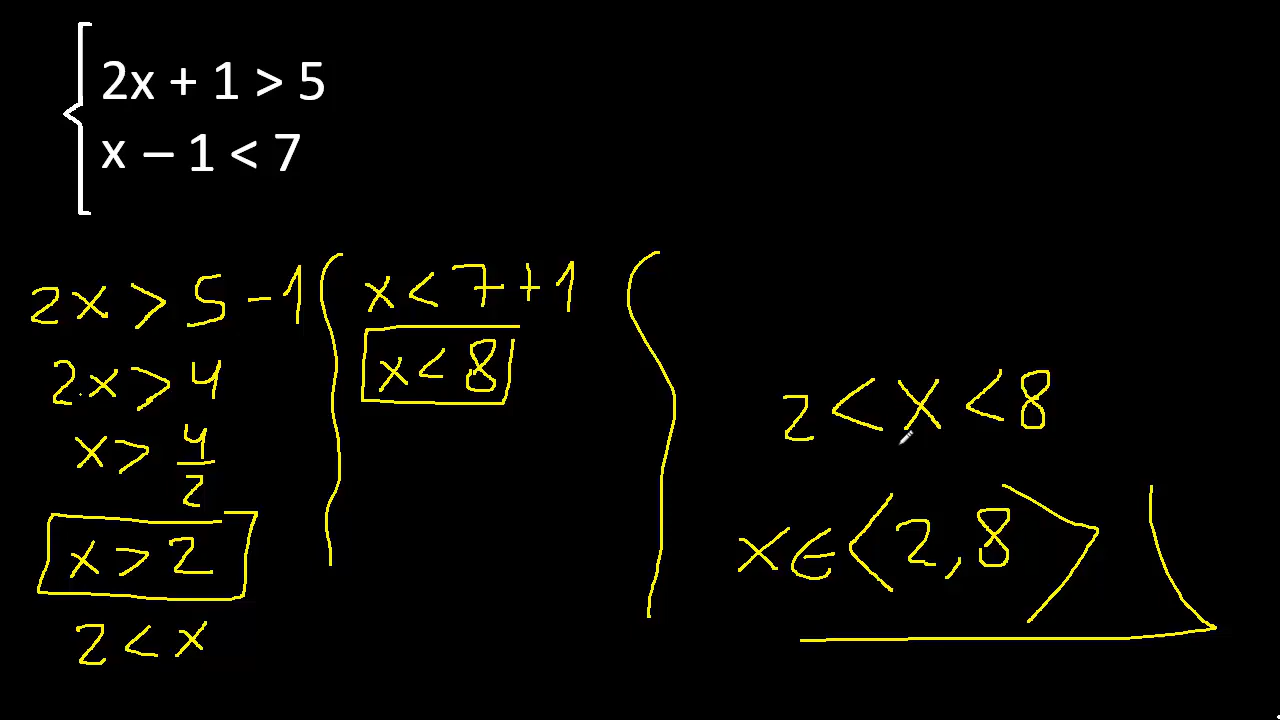 2x + 1 > 5
x – 1 < 7
2x > 5 - 1
2x > 4
x > 4/2
x > 2
2 < x
x < 7 + 1
x < 8
2 < x < 8
x ∈ ⟨2, 8⟩